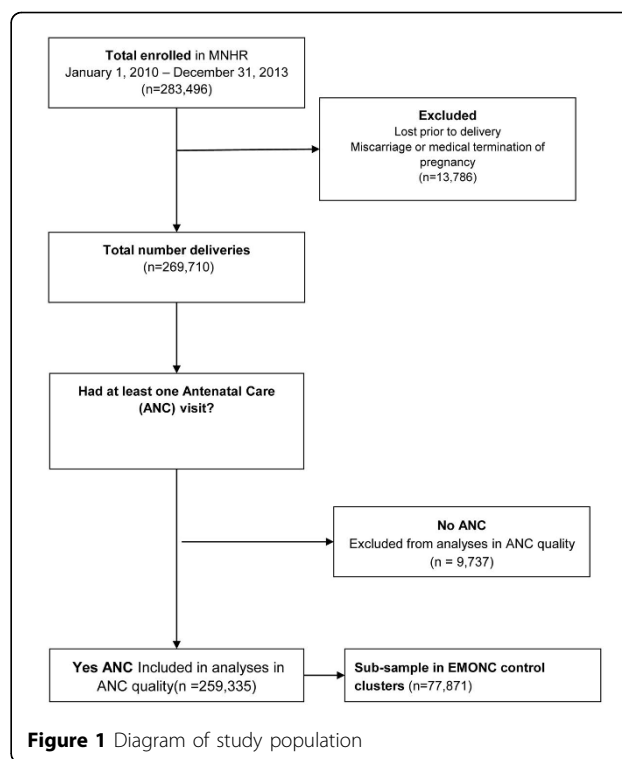 Total enrolled in MNHR
January 1, 2010 – December 31, 2013
(n=283,496)
Excluded
Lost prior to delivery
Miscarriage or medical termination of
pregnancy
(n=13,786)
Total number deliveries
(n=269,710)
Had at least one Antenatal Care
(ANC) visit?
No ANC
Excluded from analyses in ANC quality
(n = 9,737)
Yes ANC Included in analyses in
ANC quality(n =259,335)
Sub-sample in EMONC control
clusters (n=77,871)
Figure 1 Diagram of study population